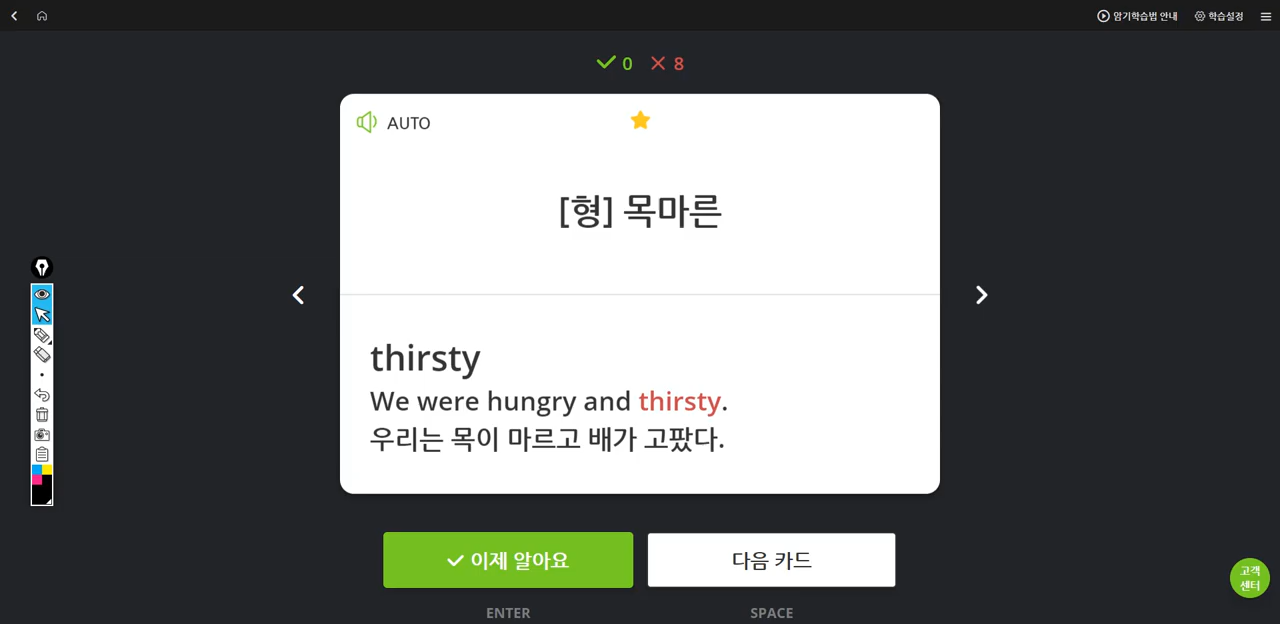 암기학습법 안내 학습설정
0 8
AUTO
[형] 목마른
thirsty
We were hungry and thirsty.
우리는 목이 마르고 배가 고팠다.
이제 알아요 다음 카드
ENTER SPACE
고객
센터